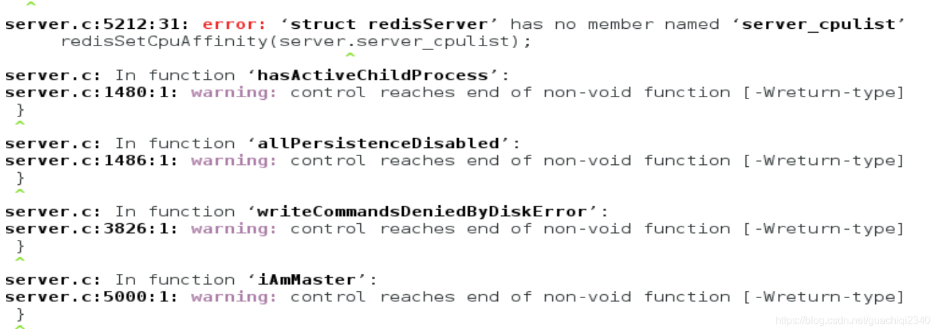 ^
server.c:5212:31: error: ‘struct redisServer’ has no member named ‘server_cpulist’
redisSetCpuAffinity(server.server_cpulist);
^
server.c: In function ‘hasActiveChildProcess’:
server.c:1480:1: warning: control reaches end of non-void function [-Wreturn-type]
}
^
server.c: In function ‘allPersistenceDisabled’:
server.c:1486:1: warning: control reaches end of non-void function [-Wreturn-type]
}
^
server.c: In function ‘writeCommandsDeniedByDiskError’:
server.c:3826:1: warning: control reaches end of non-void function [-Wreturn-type]
}
^
server.c: In function ‘iAmMaster’:
server.c:5000:1: warning: control reaches end of non-void function [-Wreturn-type]
}
^
https://blog.csdn.net/guaichiqi2340